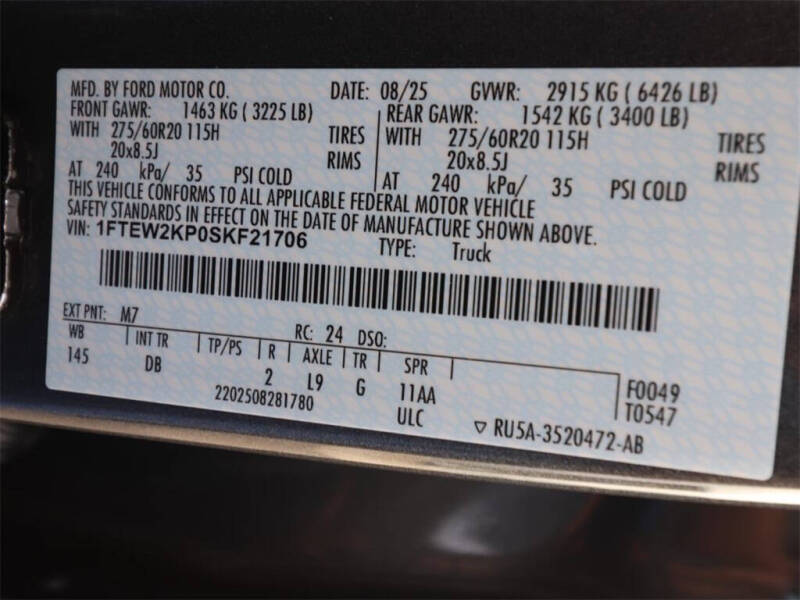 MFD. BY FORD MOTOR CO. DATE: 08/25 GVWR: 2915 KG ( 6426 LB)
FRONT GAWR: 1463 KG ( 3225 LB) REAR GAWR: 1542 KG ( 3400 LB)
WITH 275/60R20 115H TIRES WITH 275/60R20 115H TIRES
20x8.5J RIMS 20x8.5J RIMS
AT 240 kPa/ 35 PSI COLD AT 240 kPa/ 35 PSI COLD
THIS VEHICLE CONFORMS TO ALL APPLICABLE FEDERAL MOTOR VEHICLE
SAFETY STANDARDS IN EFFECT ON THE DATE OF MANUFACTURE SHOWN ABOVE.
VIN: 1FTEW2KP0SKF21706 TYPE: Truck
EXT PNT: M7 RC: 24 DSO:
WB INT TR TP/PS R AXLE TR SPR
145 DB 2 L9 G 11AA F0049
2202508281780 ULC T0547
RU5A-3520472-AB